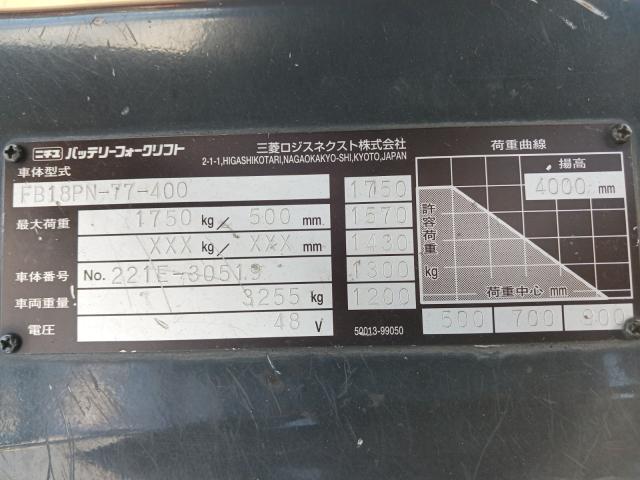 ニチユ バッテリーフォークリフト
三菱ロジスネクスト株式会社
2-1-1,HIGASHIKOTARI,NAGAOKAKYO-SHI,KYOTO,JAPAN
車体型式
FB18PN-77-400
最大荷重 1750 kg/ 500 mm
XXX kg/ XXX mm
車体番号 No. 221E-30513
車両重量 3255 kg
電圧 48 V
1750
1570
1430
1300
1200
50013-99050
荷重曲線
揚高
4000 mm
許容荷重
kg
荷重中心 mm
500 700 900